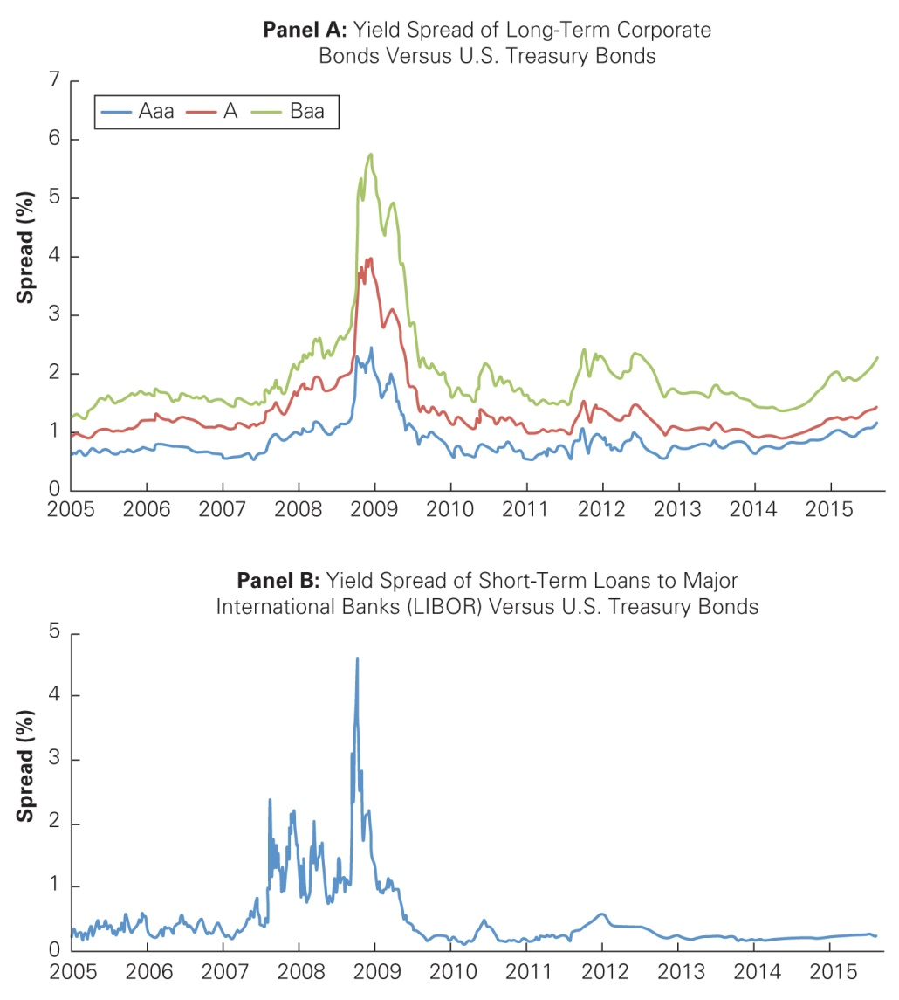 Panel A: Yield Spread of Long-Term Corporate
Bonds Versus U.S. Treasury Bonds
7
Aaa A Baa
6
5
4
3
2
1
0
Spread (%)
2005 2006 2007 2008 2009 2010 2011 2012 2013 2014 2015
Panel B: Yield Spread of Short-Term Loans to Major
International Banks (LIBOR) Versus U.S. Treasury Bonds
5
4
3
2
1
0
Spread (%)
2005 2006 2007 2008 2009 2010 2011 2012 2013 2014 2015